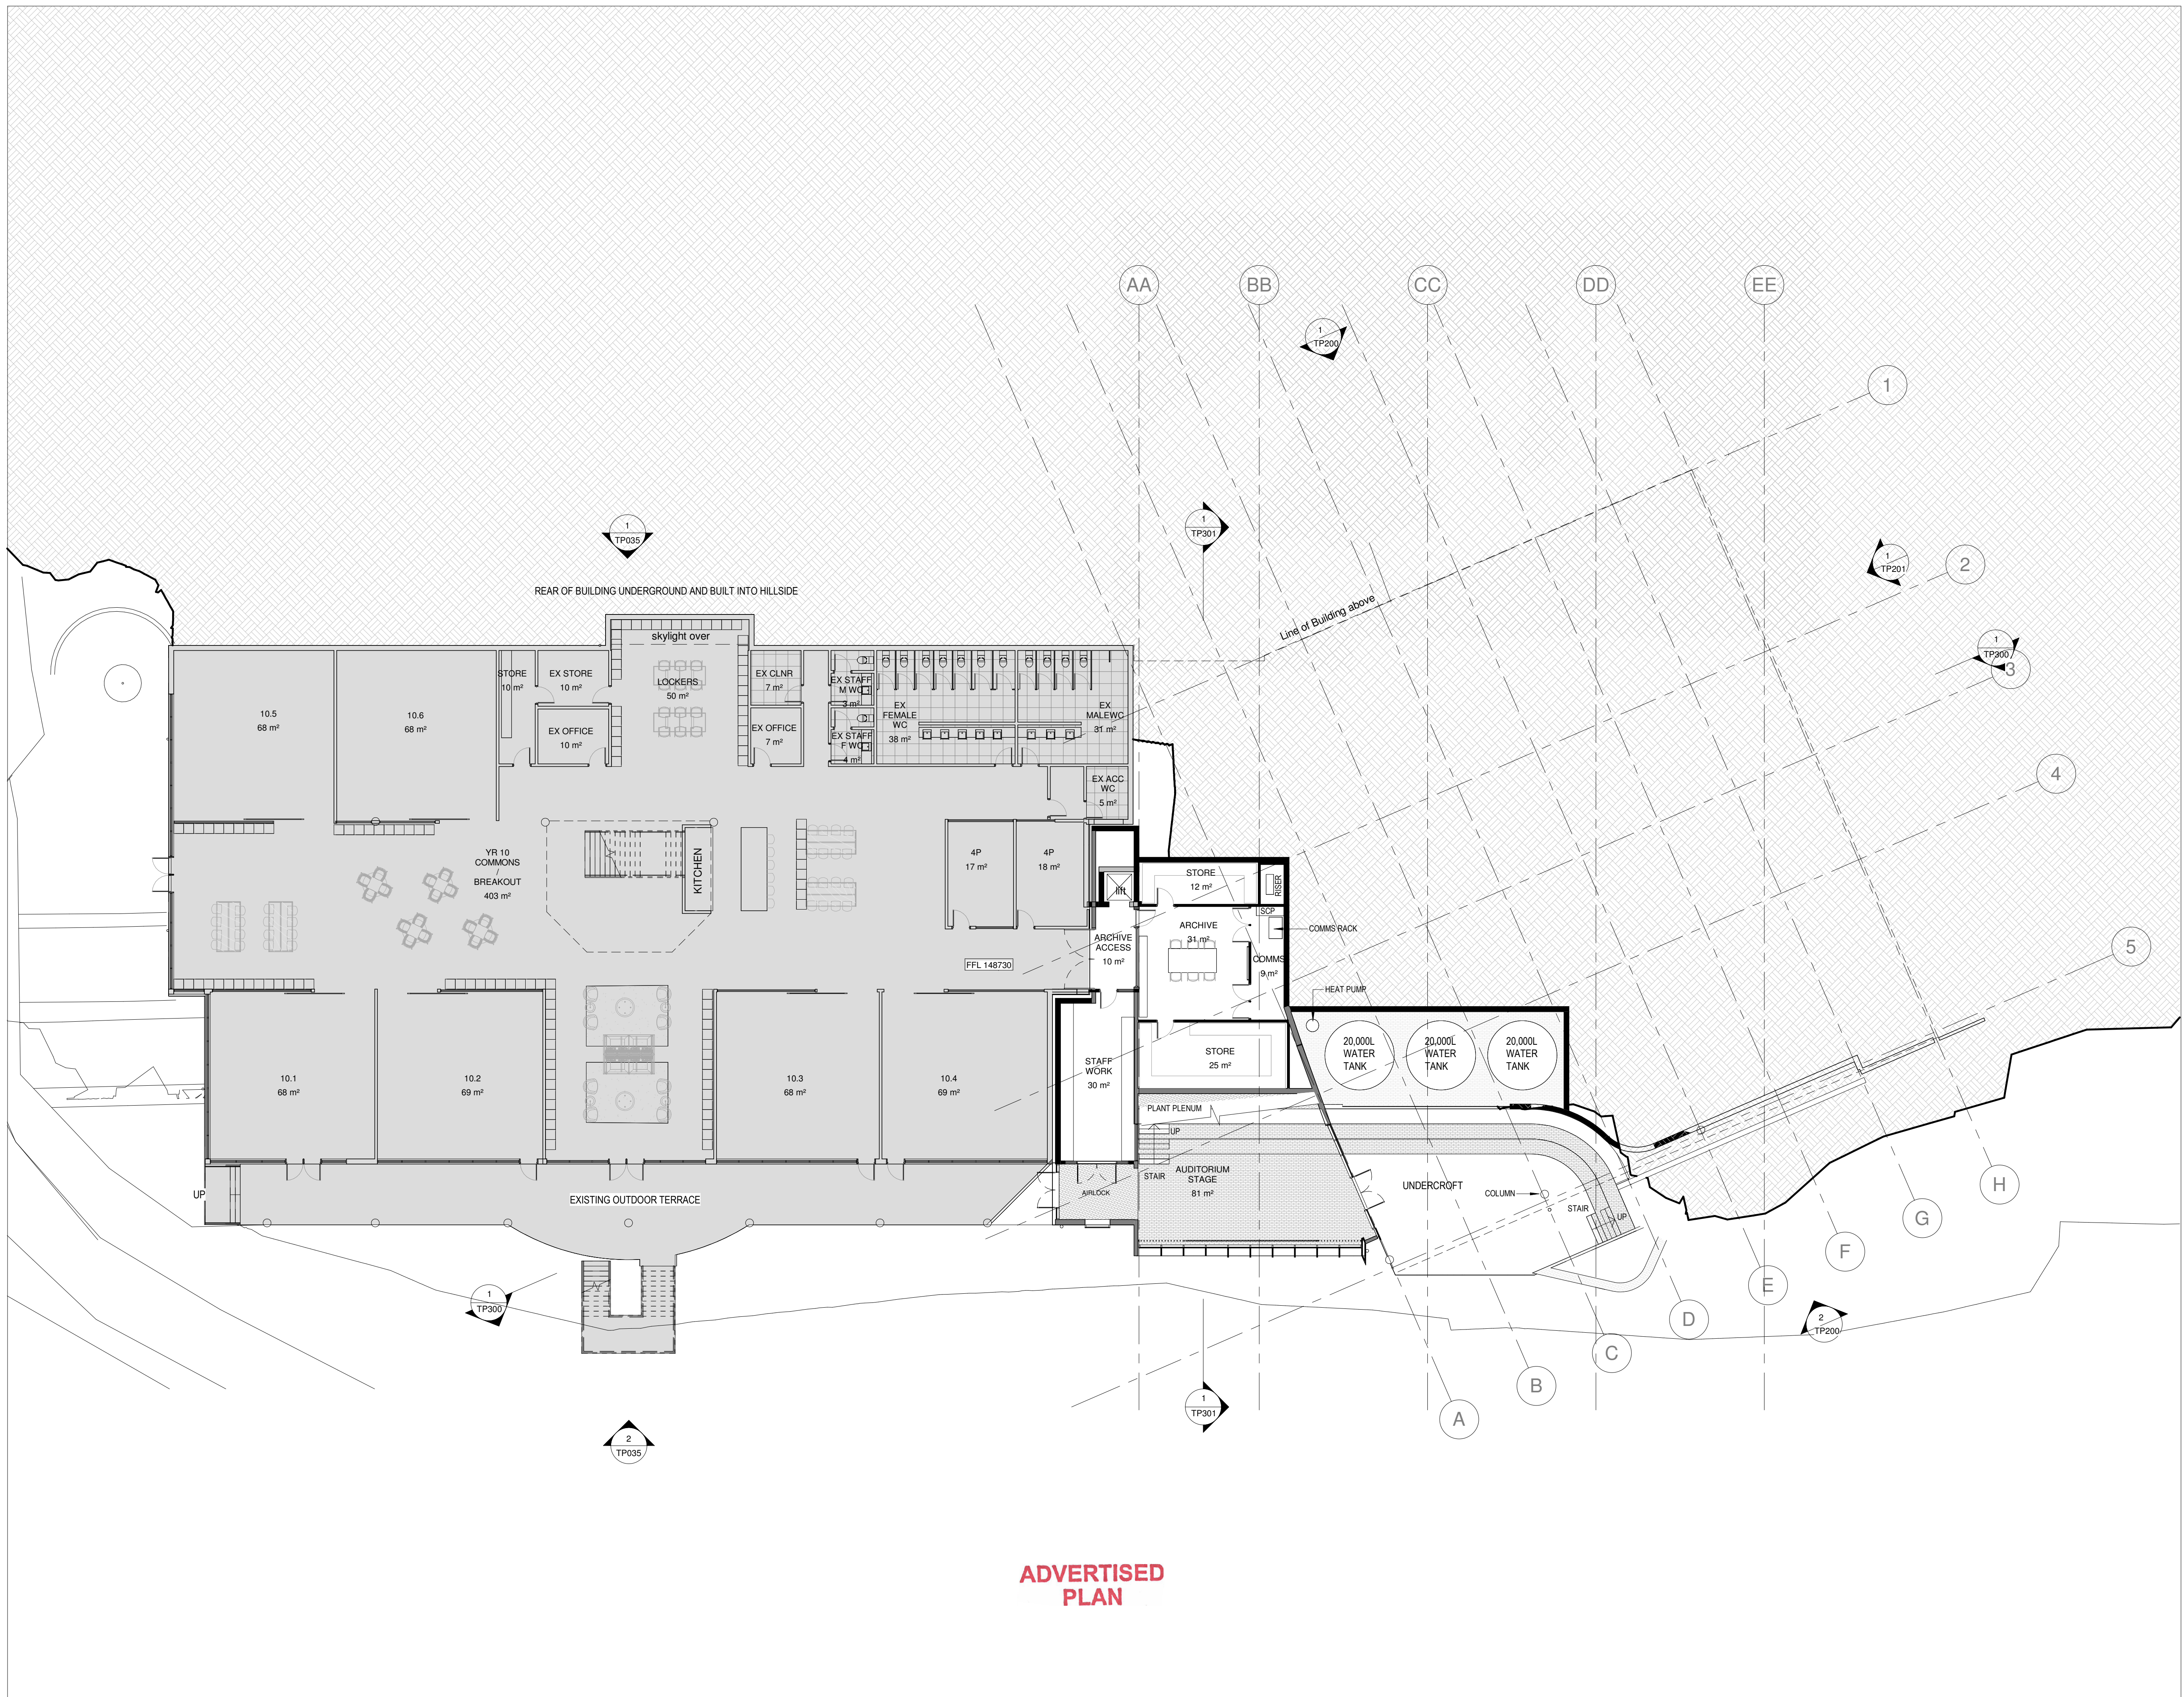 AA
BB
CC
DD
EE
1
TP200
1
1
TP301
1
TP035
1
TP201
2
REAR OF BUILDING UNDERGROUND AND BUILT INTO HILLSIDE
Line of Building above
1
TP300
3
skylight over
STORE
10 m²
EX STORE
10 m²
LOCKERS
50 m²
EX CLNR
7 m²
EX STAFF
M WC
3 m²
EX
FEMALE
WC
38 m²
EX
MALEWC
31 m²
10.5
68 m²
10.6
68 m²
EX OFFICE
10 m²
EX OFFICE
7 m²
EX STAFF
F WC
4 m²
EX ACC
WC
5 m²
4
YR 10
COMMONS
/
BREAKOUT
403 m²
KITCHEN
4P
17 m²
4P
18 m²
lift
STORE
12 m²
RISER
SCP
COMMS RACK
ARCHIVE
31 m²
ARCHIVE
ACCESS
10 m²
COMMS
9 m²
5
FFL 148730
HEAT PUMP
20,000L
WATER
TANK
20,000L
WATER
TANK
20,000L
WATER
TANK
STORE
25 m²
STAFF
WORK
30 m²
10.1
68 m²
10.2
69 m²
10.3
68 m²
10.4
69 m²
PLANT PLENUM
UP
STAIR
AUDITORIUM
STAGE
81 m²
AIRLOCK
UNDERCROFT
COLUMN
STAIR
UP
UP
EXISTING OUTDOOR TERRACE
H
G
F
E
D
C
B
A
1
TP300
2
TP200
1
TP301
2
TP035
ADVERTISED
PLAN